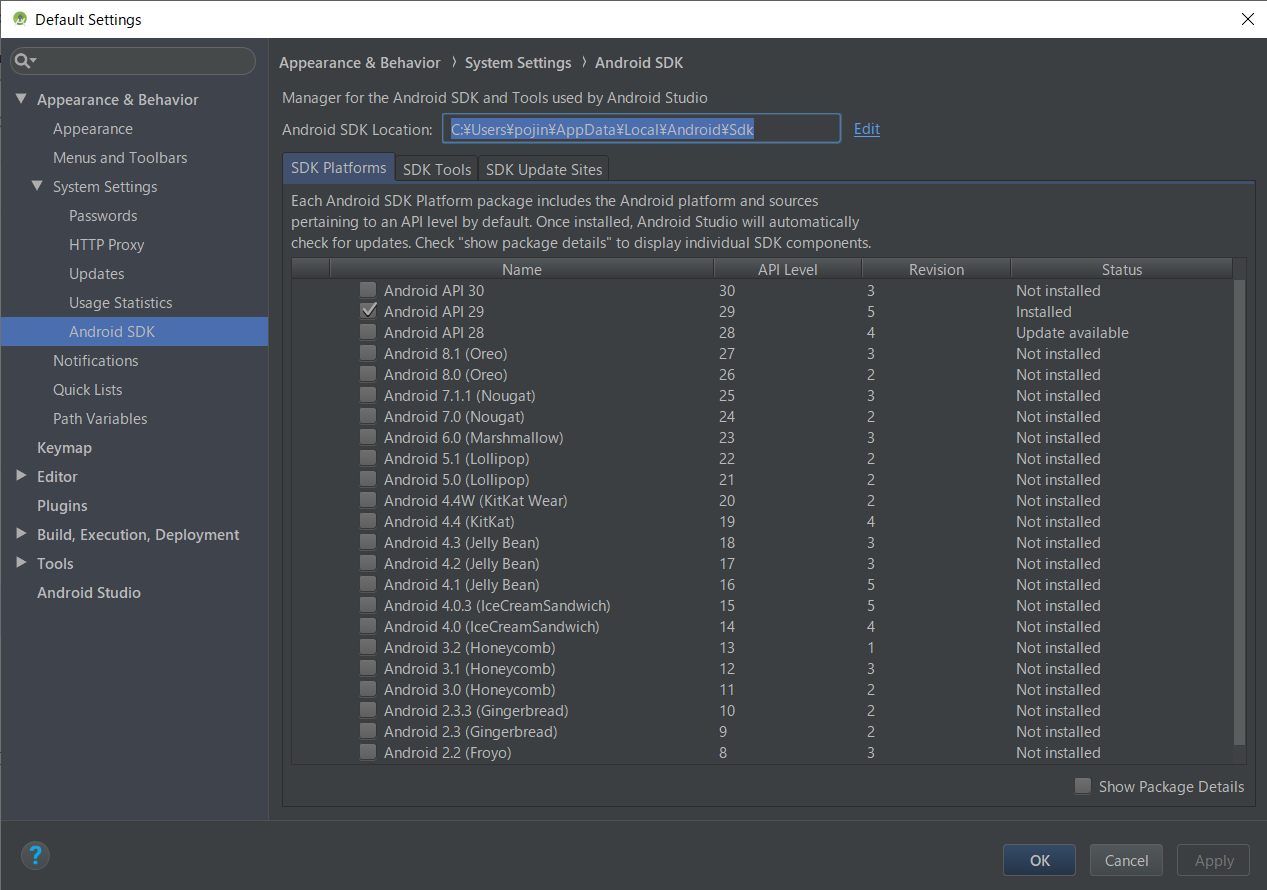 Default Settings
Appearance & Behavior
Appearance
Menus and Toolbars
System Settings
Passwords
HTTP Proxy
Updates
Usage Statistics
Android SDK
Notifications
Quick Lists
Path Variables
Keymap
Editor
Plugins
Build, Execution, Deployment
Tools
Android Studio
Appearance & Behavior › System Settings › Android SDK
Manager for the Android SDK and Tools used by Android Studio
Android SDK Location: C:¥Users¥pojin¥AppData¥Local¥Android¥Sdk Edit
SDK Platforms SDK Tools SDK Update Sites
Each Android SDK Platform package includes the Android platform and sources
pertaining to an API level by default. Once installed, Android Studio will automatically
check for updates. Check "show package details" to display individual SDK components.
Name API Level Revision Status
Android API 30 30 3 Not installed
Android API 29 29 5 Installed
Android API 28 28 4 Update available
Android 8.1 (Oreo) 27 3 Not installed
Android 8.0 (Oreo) 26 2 Not installed
Android 7.1.1 (Nougat) 25 3 Not installed
Android 7.0 (Nougat) 24 2 Not installed
Android 6.0 (Marshmallow) 23 3 Not installed
Android 5.1 (Lollipop) 22 2 Not installed
Android 5.0 (Lollipop) 21 2 Not installed
Android 4.4W (KitKat Wear) 20 2 Not installed
Android 4.4 (KitKat) 19 4 Not installed
Android 4.3 (Jelly Bean) 18 3 Not installed
Android 4.2 (Jelly Bean) 17 3 Not installed
Android 4.1 (Jelly Bean) 16 5 Not installed
Android 4.0.3 (IceCreamSandwich) 15 5 Not installed
Android 4.0 (IceCreamSandwich) 14 4 Not installed
Android 3.2 (Honeycomb) 13 1 Not installed
Android 3.1 (Honeycomb) 12 3 Not installed
Android 3.0 (Honeycomb) 11 2 Not installed
Android 2.3.3 (Gingerbread) 10 2 Not installed
Android 2.3 (Gingerbread) 9 2 Not installed
Android 2.2 (Froyo) 8 3 Not installed
Show Package Details
?
OK Cancel Apply